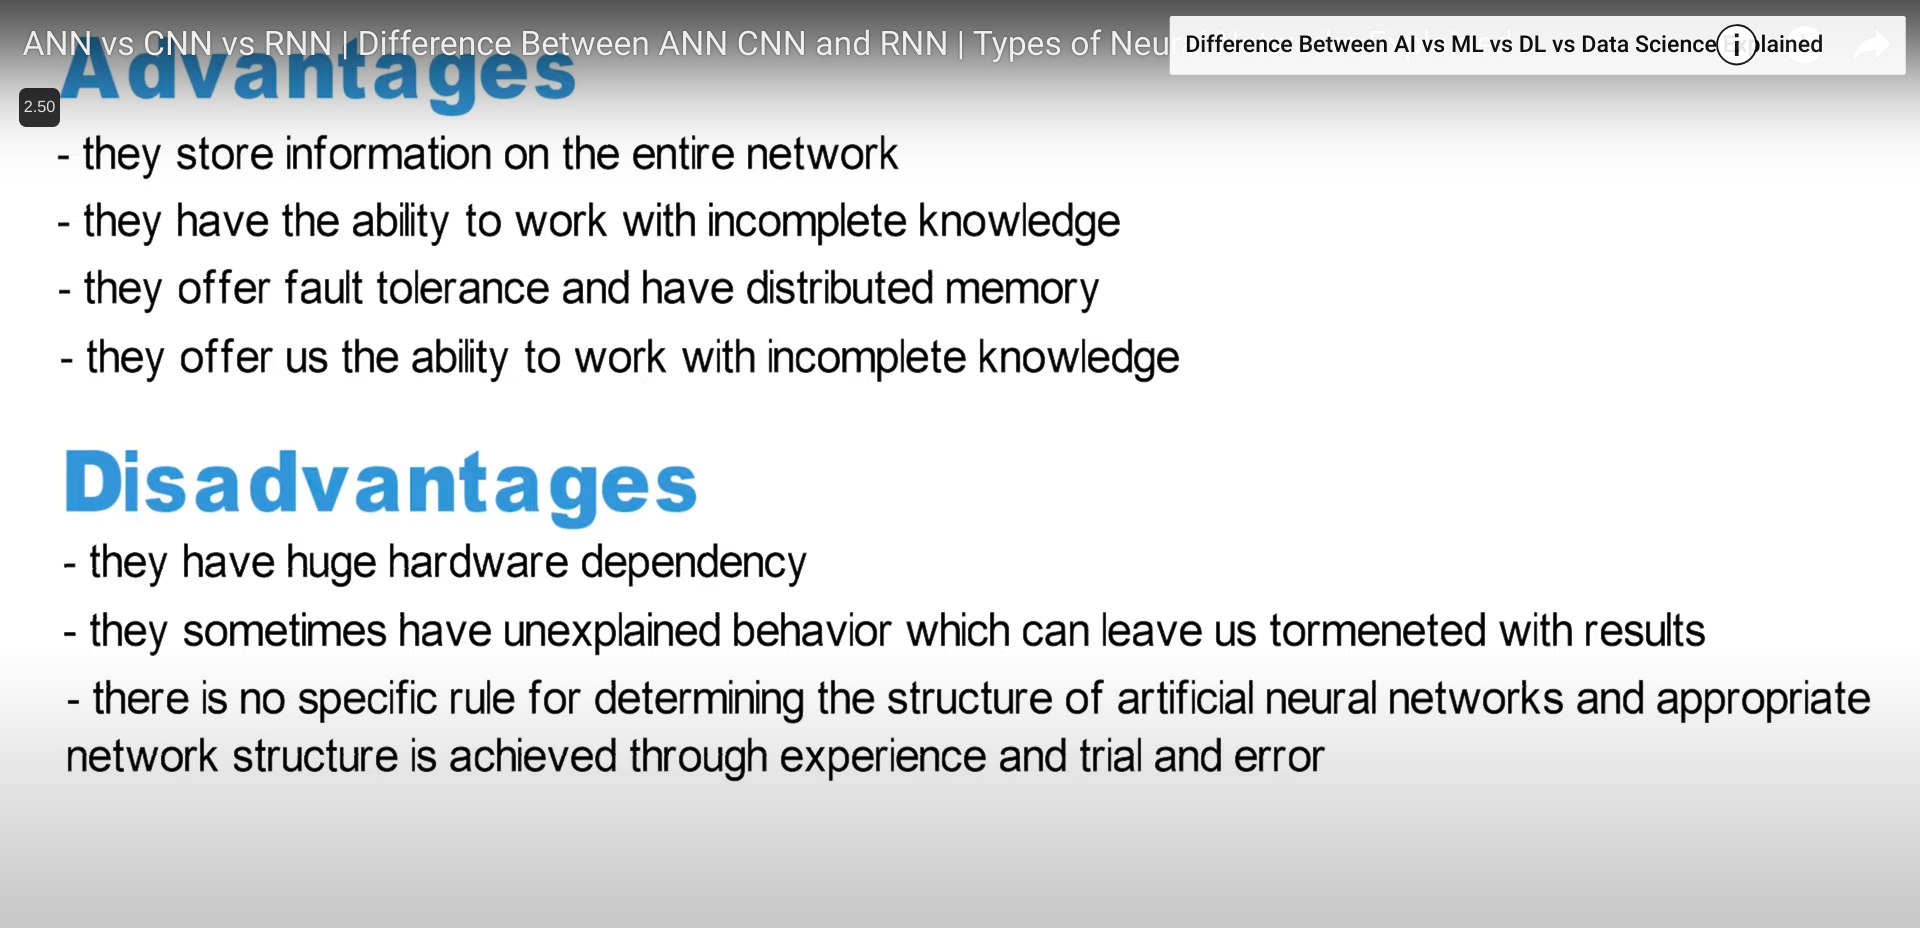 ANN vs CNN vs RNN | Difference Between ANN CNN and RNN | Types of Neur
Difference Between AI vs ML vs DL vs Data Science Explained
Advantages
2.50
- they store information on the entire network
- they have the ability to work with incomplete knowledge
- they offer fault tolerance and have distributed memory
- they offer us the ability to work with incomplete knowledge
Disadvantages
- they have huge hardware dependency
- they sometimes have unexplained behavior which can leave us tormeneted with results
- there is no specific rule for determining the structure of artificial neural networks and appropriate
network structure is achieved through experience and trial and error